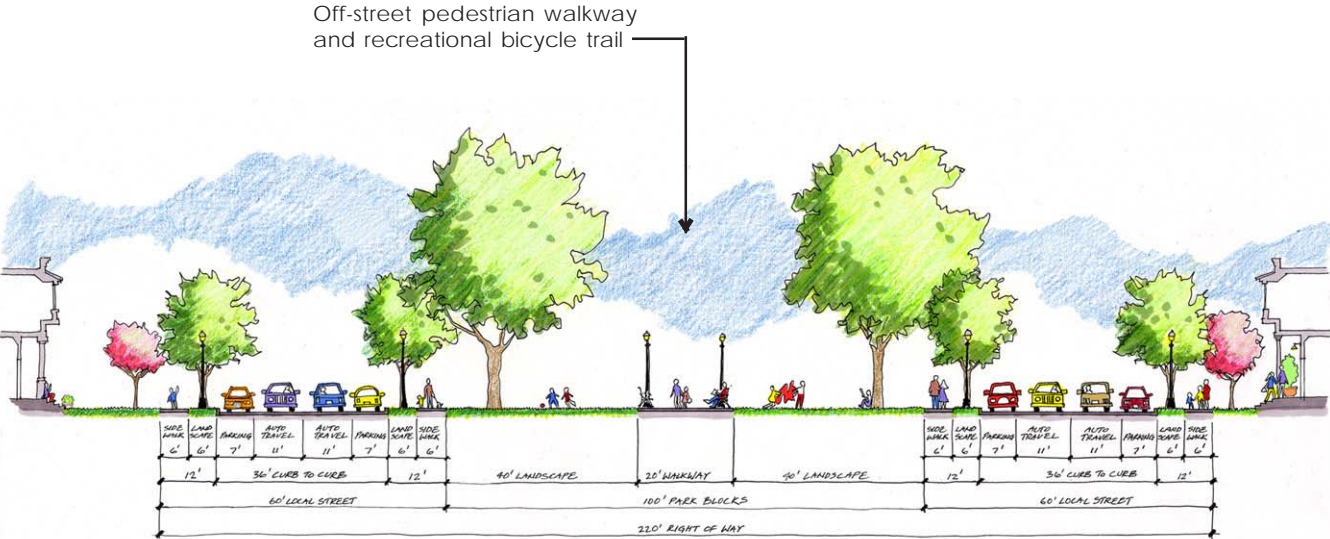 Off-street pedestrian walkway
and recreational bicycle trail
SIDE WALK LAND SCAPE PARKING AUTO TRAVEL AUTO TRAVEL PARKING LAND SCAPE SIDE WALK SIDE WALK LAND SCAPE PARKING AUTO TRAVEL AUTO TRAVEL PARKING LAND SCAPE SIDE WALK
6' 6' 7' 11' 11' 7' 6' 6' 6' 6' 7' 11' 11' 7' 6' 6'
12' 36' CURB TO CURB 12' 40' LANDSCAPE 20' WALKWAY 40' LANDSCAPE 12' 36' CURB TO CURB 12'
60' LOCAL STREET 100' PARK BLOCKS 60' LOCAL STREET
220' RIGHT OF WAY